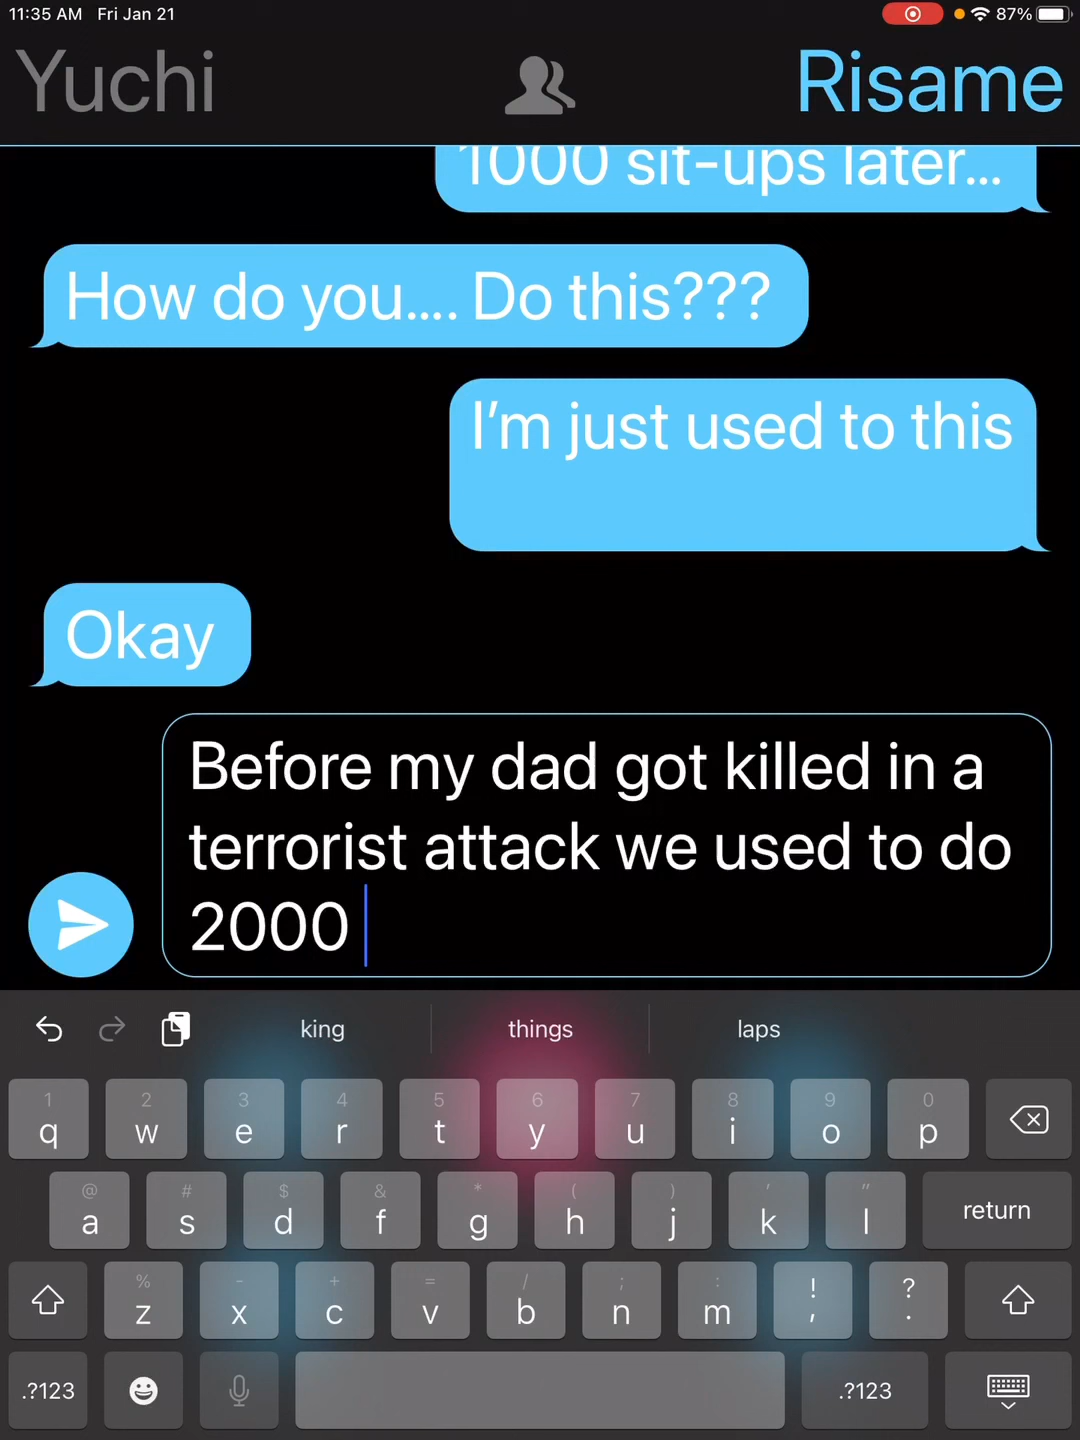 11:35 AM Fri Jan 21 87%
Yuchi Risame
1000 sit-ups later...
How do you.... Do this???
I'm just used to this
Okay
Before my dad got killed in a
terrorist attack we used to do
2000
king things laps
1 2 3 4 5 6 7 8 9 0
q w e r t y u i o p
@ # $ & * ( ) ' "
a s d f g h j k l return
% - + = / ; : ! ?
z x c v b n m , .
.?123 .?123